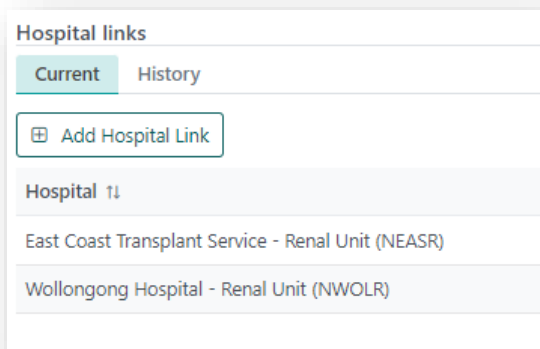 Hospital links
Current History
Add Hospital Link
Hospital
East Coast Transplant Service - Renal Unit (NEASR)
Wollongong Hospital - Renal Unit (NWOLR)